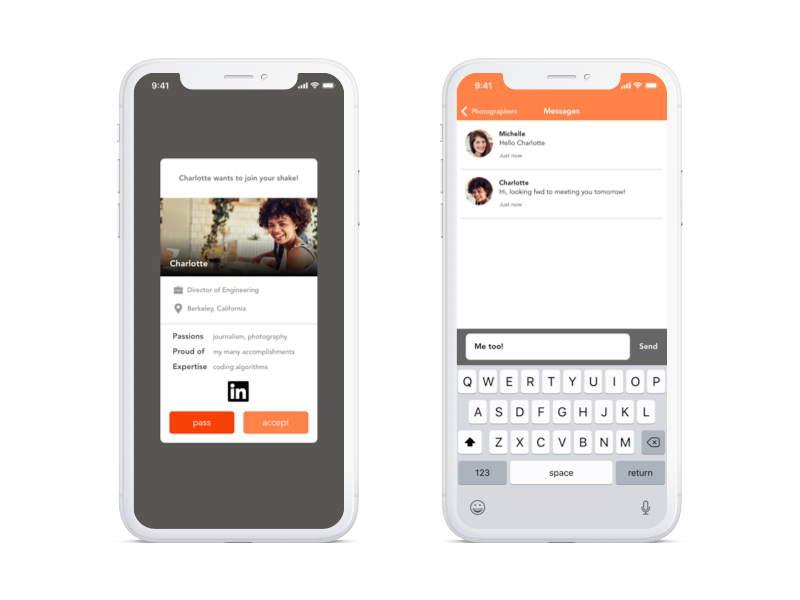 9:41
Charlotte wants to join your shake!
Charlotte
Director of Engineering
Berkeley, California
Passions journalism, photography
Proud of my many accomplishments
Expertise coding algorithms
in
pass accept
9:41
Photographers Messages
Michelle
Hello Charlotte
Just now
Charlotte
Hi, looking fwd to meeting you tomorrow!
Just now
Me too! Send
Q W E R T Y U I O P
A S D F G H J K L
Z X C V B N M
123 space return